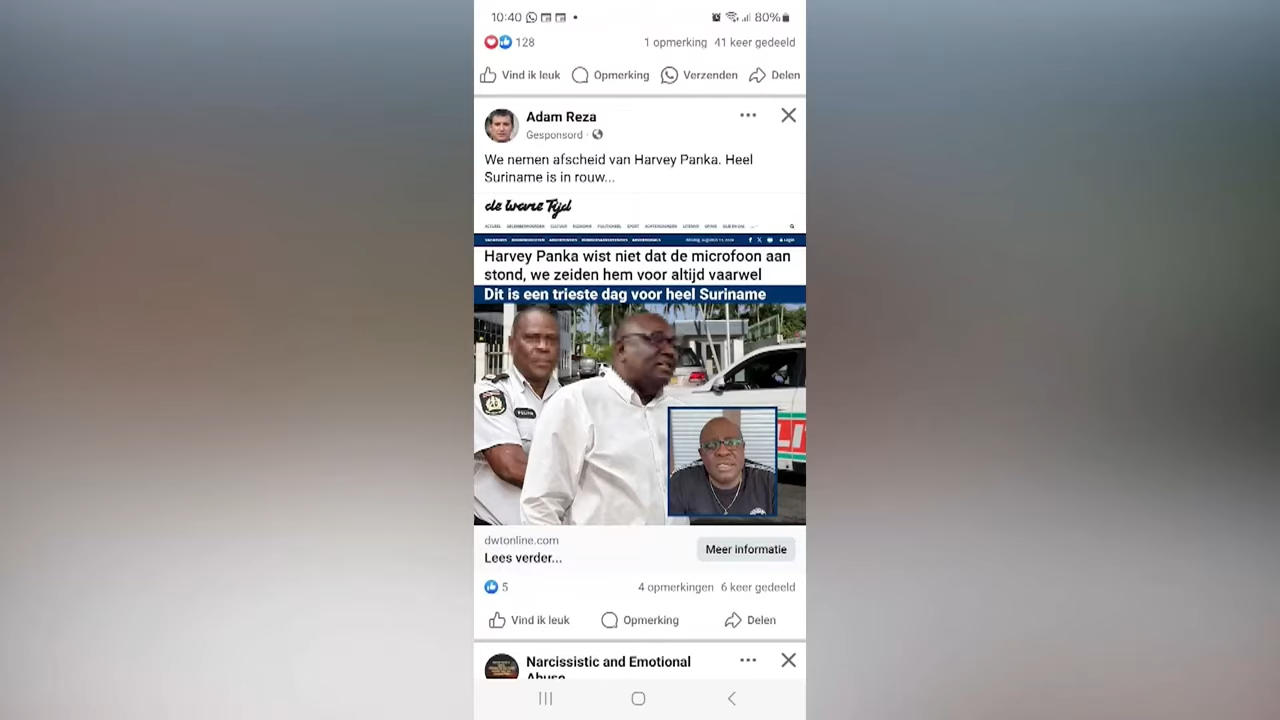 10:40
80%
128
1 opmerking 41 keer gedeeld
Vind ik leuk Opmerking Verzenden Delen
Adam Reza
Gesponsord
We nemen afscheid van Harvey Panka. Heel
Suriname is in rouw...
de ware Tijd
Harvey Panka wist niet dat de microfoon aan
stond, we zeiden hem voor altijd vaarwel
Dit is een trieste dag voor heel Suriname
POLITIE
dwtonline.com
Lees verder...
Meer informatie
5
4 opmerkingen 6 keer gedeeld
Vind ik leuk Opmerking Delen
Narcissistic and Emotional
Abuse